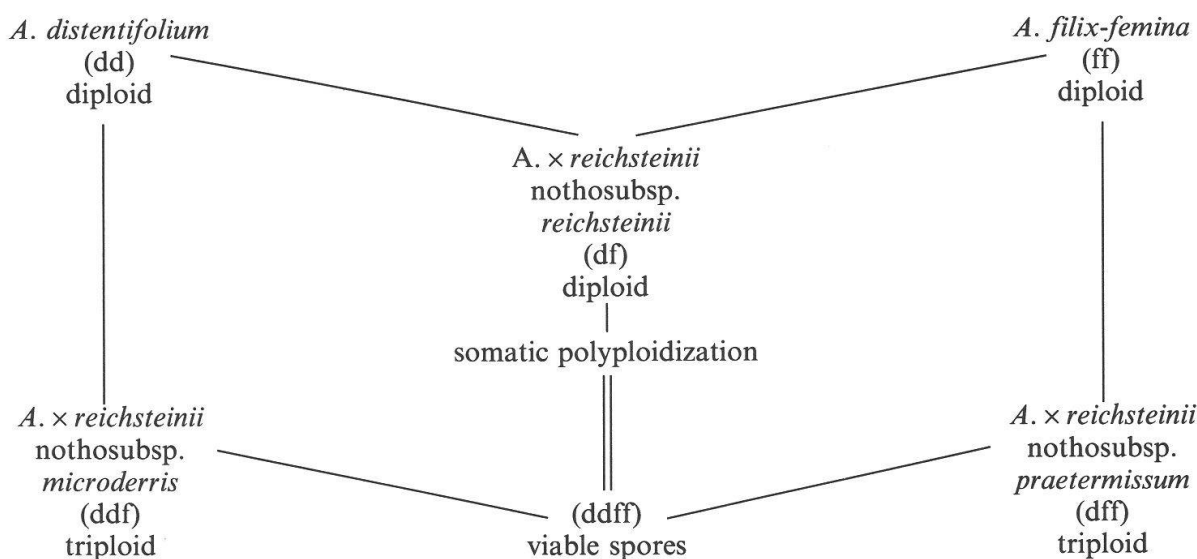 A. distentifolium
(dd)
diploid
A. filix-femina
(ff)
diploid
A. × reichsteinii
nothosubsp.
reichsteinii
(df)
diploid
somatic polyploidization
A. × reichsteinii
nothosubsp.
microderris
(ddf)
triploid
(ddff)
viable spores
A. × reichsteinii
nothosubsp.
praetermissum
(dff)
triploid